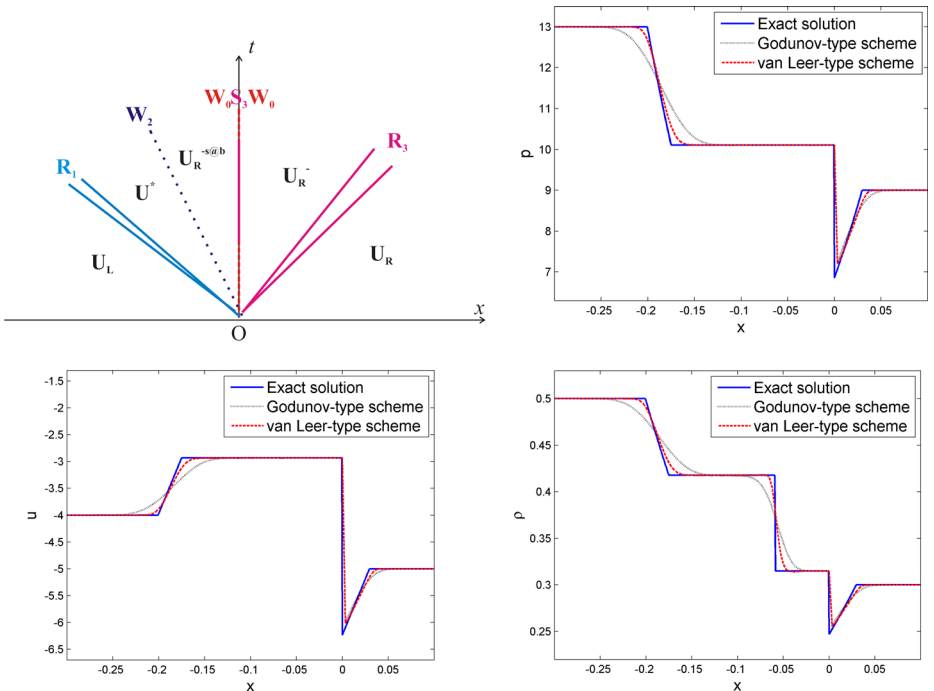 t
W₀S₃W₀
W₂
U_R^-s@b
R₃
R₁
U*
U_R^-
U_L
U_R
x
O
Exact solution
Godunov-type scheme
van Leer-type scheme
13
12
11
10
9
8
7
p
-0.25 -0.2 -0.15 -0.1 -0.05 0 0.05
x
Exact solution
Godunov-type scheme
van Leer-type scheme
-1.5
-2
-2.5
-3
-3.5
-4
-4.5
-5
-5.5
-6
-6.5
u
-0.25 -0.2 -0.15 -0.1 -0.05 0 0.05
x
Exact solution
Godunov-type scheme
van Leer-type scheme
0.5
0.45
0.4
0.35
0.3
0.25
ρ
-0.25 -0.2 -0.15 -0.1 -0.05 0 0.05
x